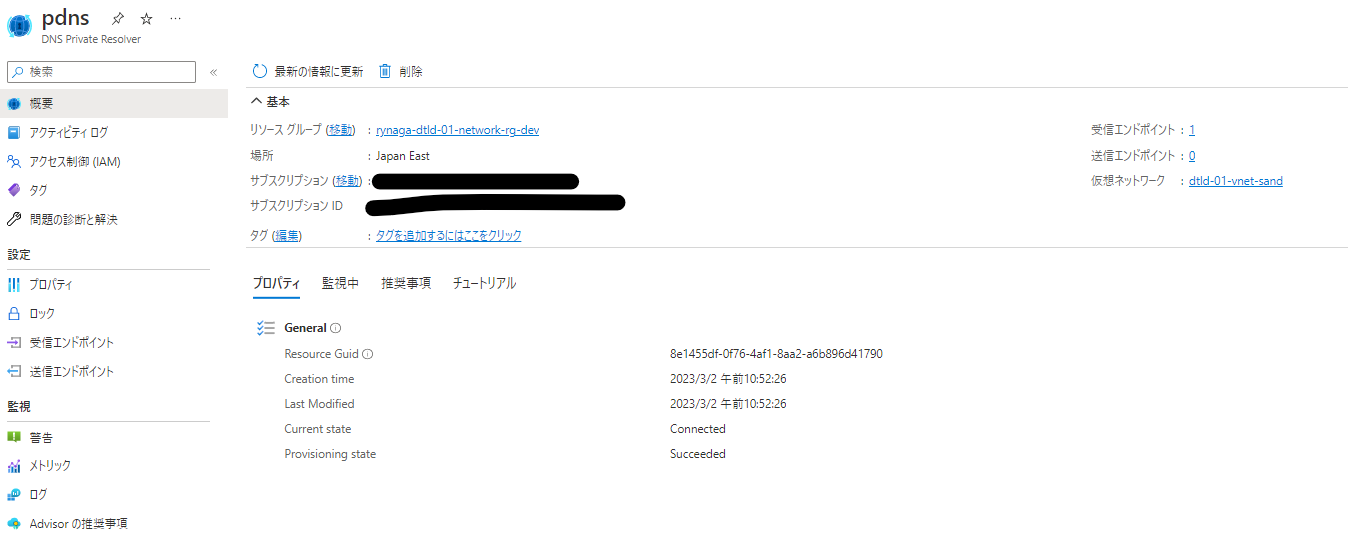 pdns
DNS Private Resolver
検索
概要
アクティビティ ログ
アクセス制御 (IAM)
タグ
問題の診断と解決
設定
プロパティ
ロック
受信エンドポイント
送信エンドポイント
監視
警告
メトリック
ログ
Advisor の推奨事項
最新の情報に更新 削除
基本
リソース グループ (移動) : rynaga-dtld-01-network-rg-dev
場所 : Japan East
サブスクリプション (移動) :
サブスクリプション ID
タグ (編集) : タグを追加するにはここをクリック
受信エンドポイント : 1
送信エンドポイント : 0
仮想ネットワーク : dtld-01-vnet-sand
プロパティ 監視中 推奨事項 チュートリアル
General
Resource Guid 8e1455df-0f76-4af1-8aa2-a6b896d41790
Creation time 2023/3/2 午前10:52:26
Last Modified 2023/3/2 午前10:52:26
Current state Connected
Provisioning state Succeeded